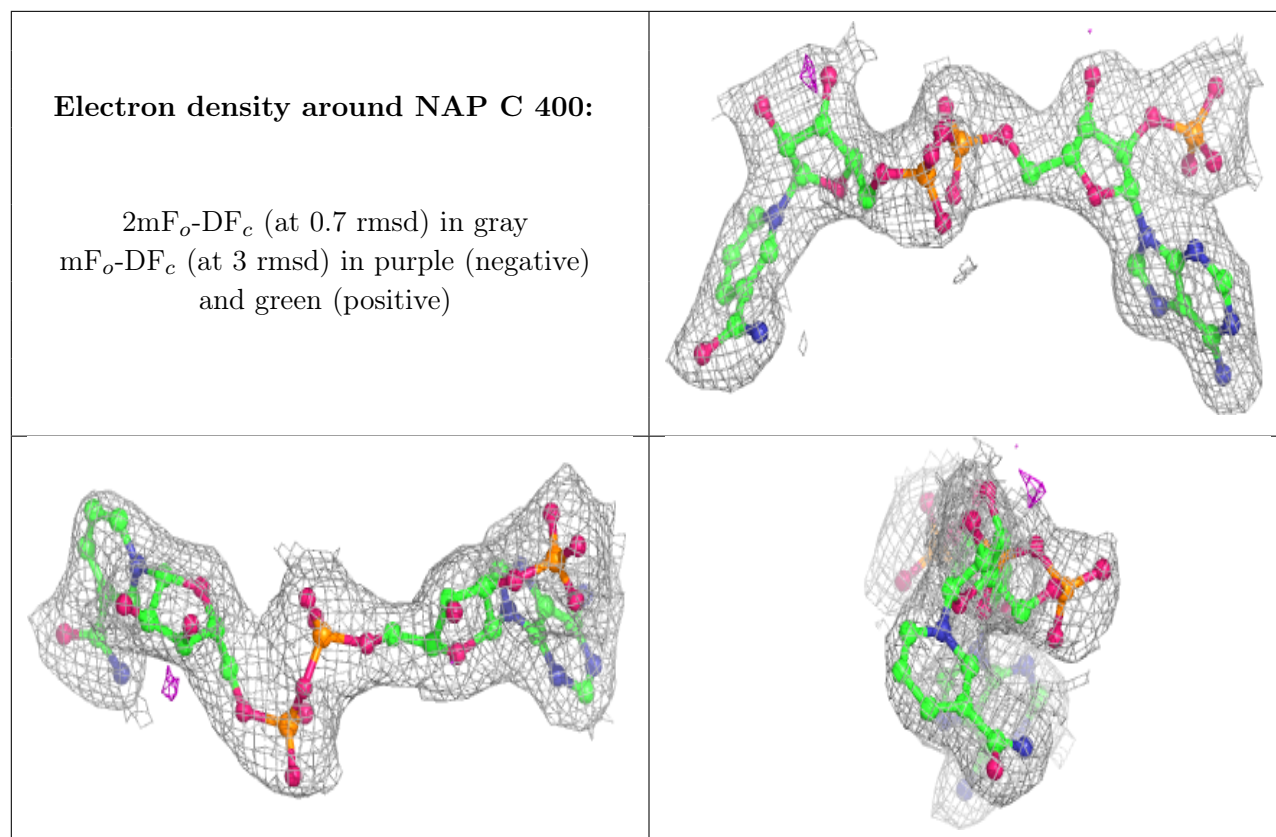 Electron density around NAP C 400:
2mFo-DFc (at 0.7 rmsd) in gray
mFo-DFc (at 3 rmsd) in purple (negative)
and green (positive)